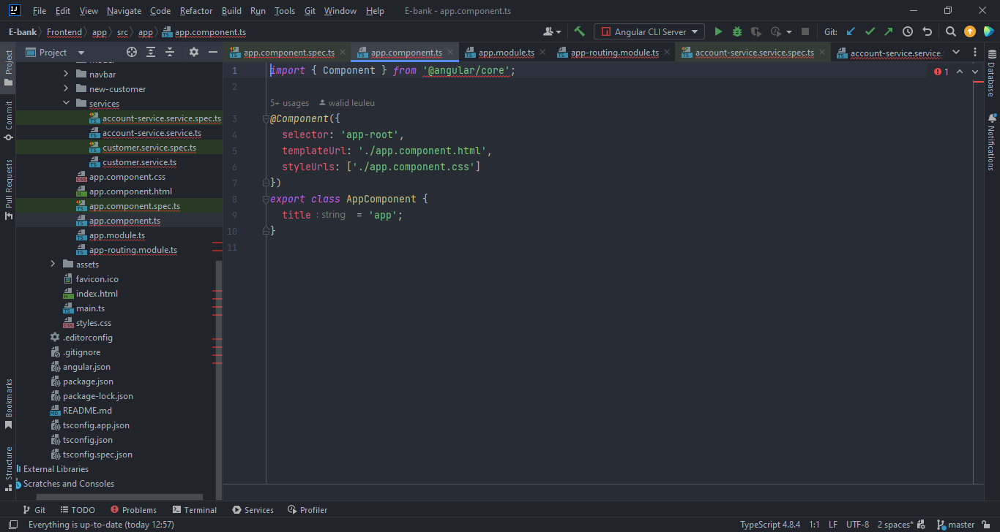 File Edit View Navigate Code Refactor Build Run Tools Git Window Help E-bank - app.component.ts
E-bank Frontend app src app app.component.ts Angular CLI Server Git:
Project
app.component.spec.ts app.component.ts app.module.ts app-routing.module.ts account-service.service.spec.ts account-service.service.
navbar
new-customer
services
account-service.service.spec.ts
account-service.service.ts
customer.service.spec.ts
customer.service.ts
app.component.css
app.component.html
app.component.spec.ts
app.component.ts
app.module.ts
app-routing.module.ts
assets
favicon.ico
index.html
main.ts
styles.css
.editorconfig
.gitignore
angular.json
package.json
package-lock.json
README.md
tsconfig.app.json
tsconfig.json
tsconfig.spec.json
External Libraries
Scratches and Consoles
1 import { Component } from '@angular/core';
2
5+ usages walid leuleu
3 @Component({
4 selector: 'app-root',
5 templateUrl: './app.component.html',
6 styleUrls: ['./app.component.css']
7 })
8 export class AppComponent {
9 title : string = 'app';
10 }
11
1
Project
Commit
Pull Requests
Bookmarks
Structure
Database
Notifications
Git TODO Problems Terminal Services Profiler
Everything is up-to-date (today 12:57) TypeScript 4.8.4 1:1 LF UTF-8 2 spaces* master